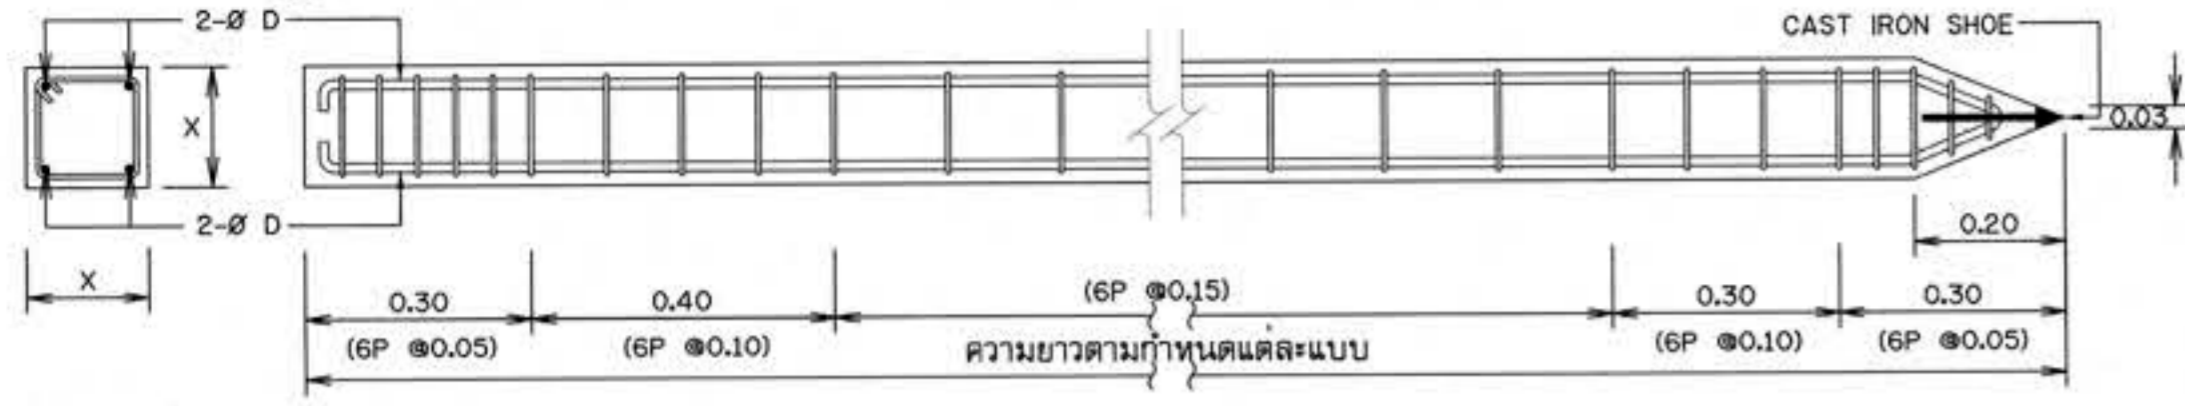 2-Ø D
CAST IRON SHOE
X
0.03
2-Ø D
0.20
X
0.30
0.40
(6P @0.15)
0.30
0.30
(6P @0.05)
(6P @0.10)
ความยาวตามกำหนดแต่ละแบบ
(6P @0.10)
(6P @0.05)